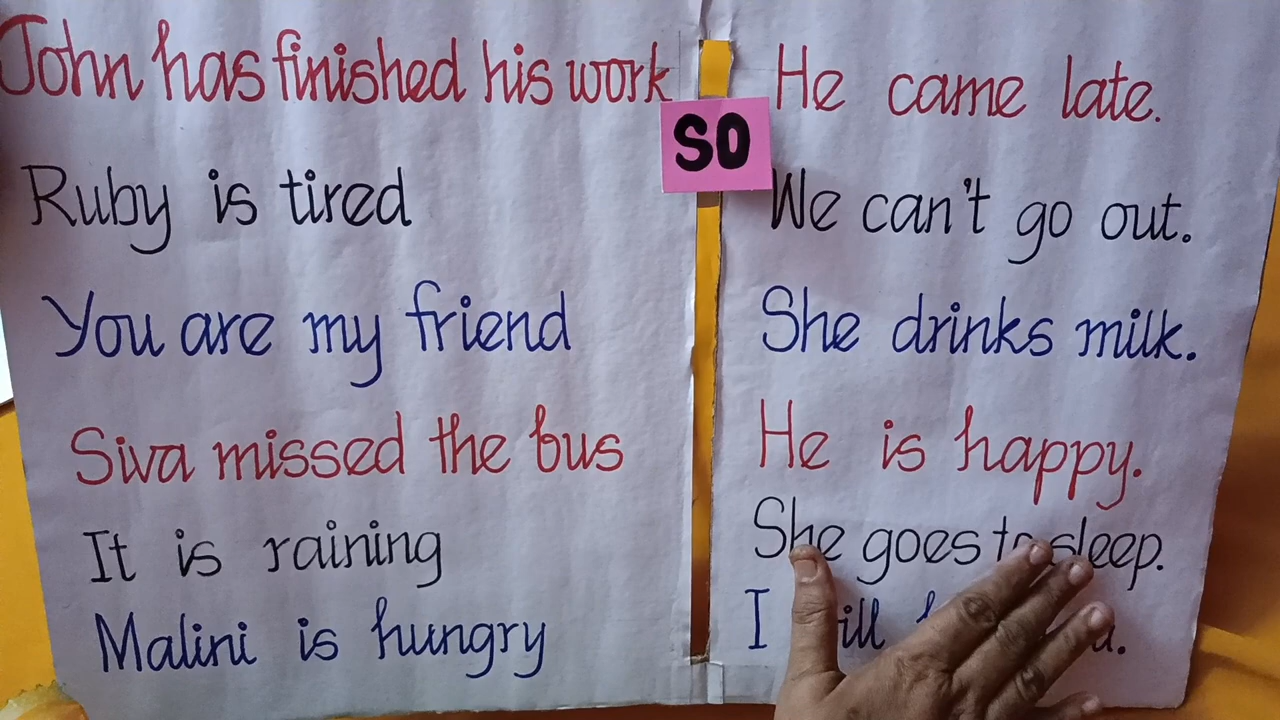 John has finished his work
SO
He came late.
Ruby is tired
We can't go out.
You are my friend
She drinks milk.
Siva missed the bus
He is happy.
It is raining
She goes to sleep.
Malini is hungry
I